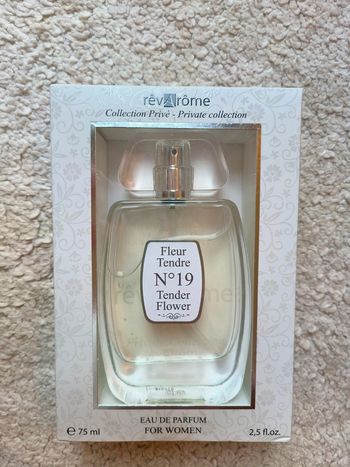 rêvArôme
Collection Privé - Private collection
Fleur
Tendre
N°19
Tender
Flower
EAU DE PARFUM
FOR WOMEN
℮ 75 ml
2,5 fl.oz.